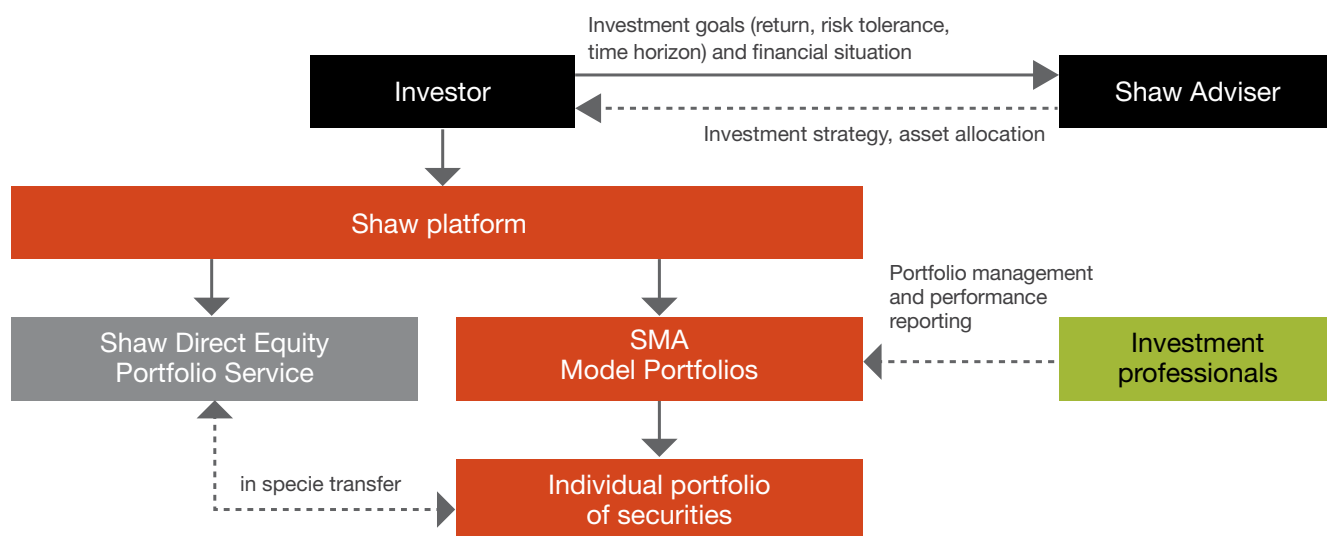 Investment goals (return, risk tolerance,
time horizon) and financial situation
Investor
Shaw Adviser
Investment strategy, asset allocation
Shaw platform
Portfolio management
and performance
reporting
Shaw Direct Equity
Portfolio Service
SMA
Model Portfolios
Investment
professionals
in specie transfer
Individual portfolio
of securities